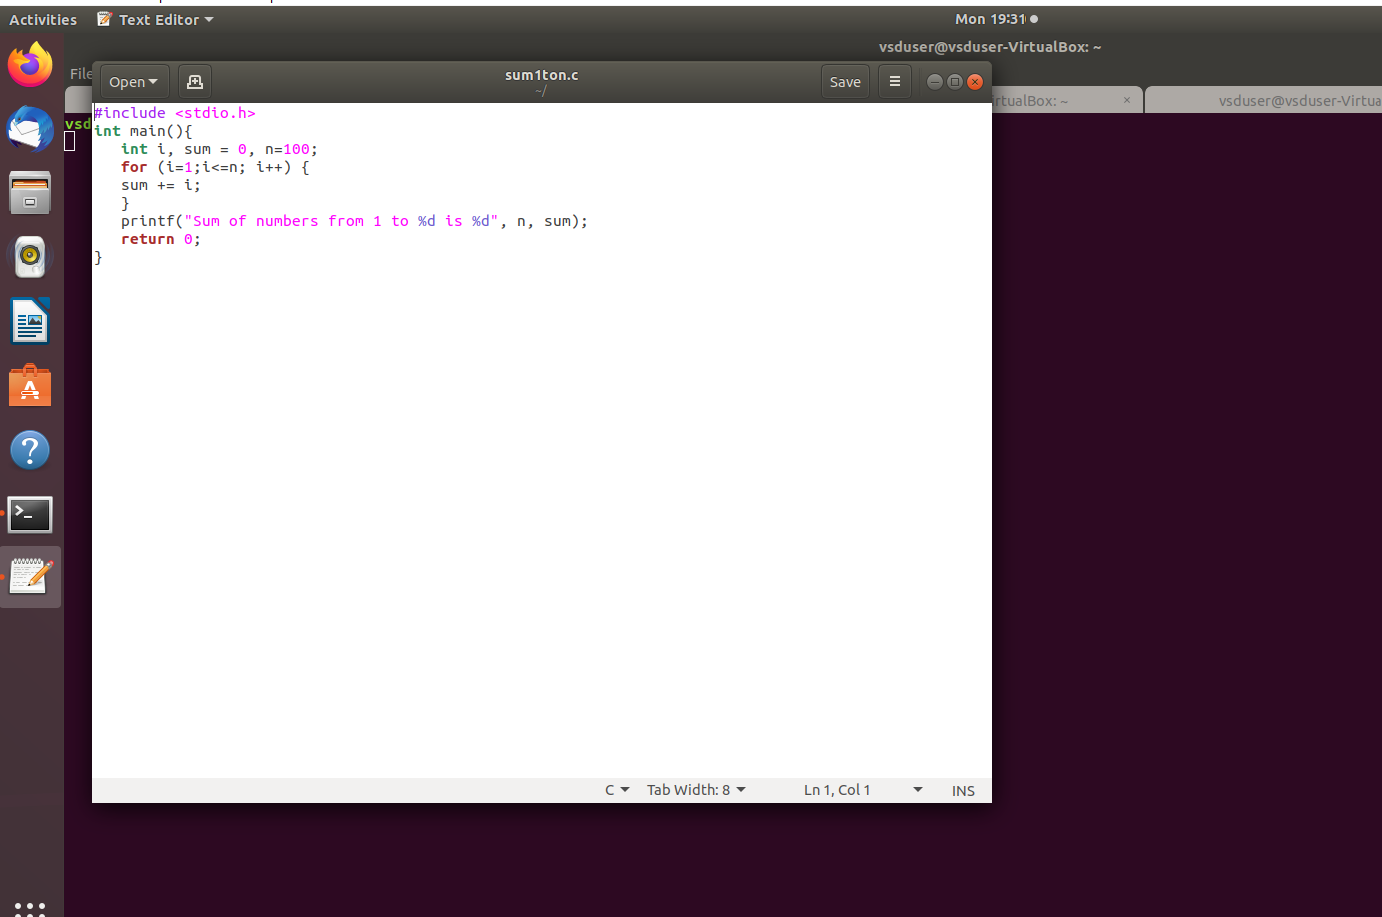 Activities Text Editor Mon 19:31
vsduser@vsduser-VirtualBox: ~
File
Open sum1ton.c Save
~/
rtualBox: ~ × vsduser@vsduser-Virtua
vsd
#include <stdio.h>
int main(){
   int i, sum = 0, n=100;
   for (i=1;i<=n; i++) {
   sum += i;
   }
   printf("Sum of numbers from 1 to %d is %d", n, sum);
   return 0;
}
C Tab Width: 8 Ln 1, Col 1 INS